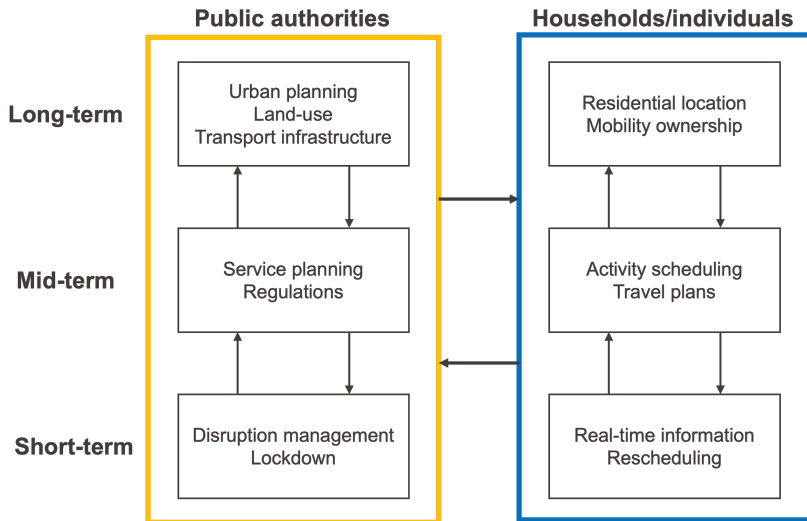 Public authorities
Households/individuals
Long-term
Urban planning
Land-use
Transport infrastructure
Residential location
Mobility ownership
Mid-term
Service planning
Regulations
Activity scheduling
Travel plans
Short-term
Disruption management
Lockdown
Real-time information
Rescheduling